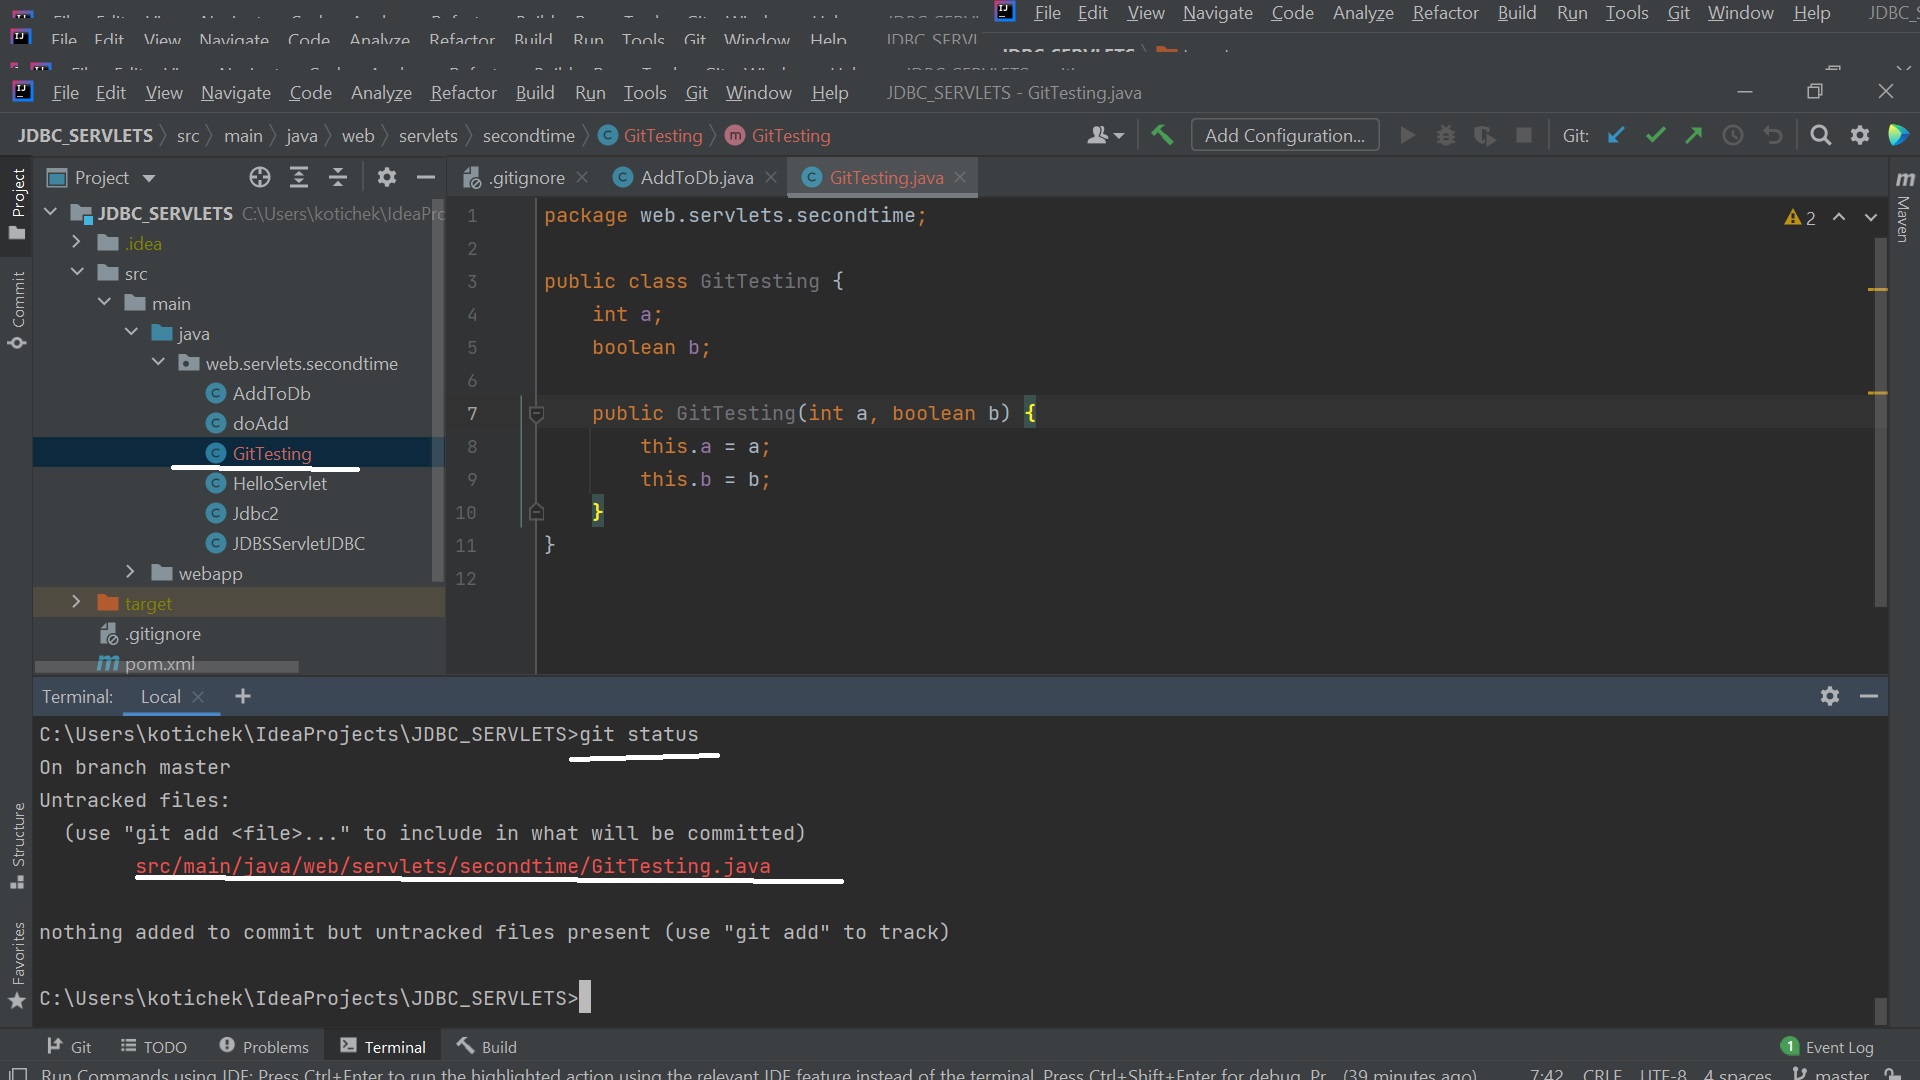 File Edit View Navigate Code Analyze Refactor Build Run Tools Git Window Help JDBC_
File Edit View Navigate Code Analyze Refactor Build Run Tools Git Window Help JDBC_SERVL
JDBC_SERVLETS
File Edit View Navigate Code Analyze Refactor Build Run Tools Git Window Help JDBC_SERVLETS - GitTesting.java
JDBC_SERVLETS src main java web servlets secondtime GitTesting GitTesting Add Configuration... Git:
Project
Project
.gitignore AddToDb.java GitTesting.java
JDBC_SERVLETS C:\Users\kotichek\IdeaPro
.idea
src
main
java
web.servlets.secondtime
AddToDb
doAdd
GitTesting
HelloServlet
Jdbc2
JDBSServletJDBC
webapp
target
.gitignore
pom.xml
Commit
Structure
Favorites
Maven
2
1 package web.servlets.secondtime;
2
3 public class GitTesting {
4 int a;
5 boolean b;
6
7 public GitTesting(int a, boolean b) {
8 this.a = a;
9 this.b = b;
10 }
11 }
12
Terminal: Local
C:\Users\kotichek\IdeaProjects\JDBC_SERVLETS>git status
On branch master
Untracked files:
(use "git add <file>..." to include in what will be committed)
src/main/java/web/servlets/secondtime/GitTesting.java
nothing added to commit but untracked files present (use "git add" to track)
C:\Users\kotichek\IdeaProjects\JDBC_SERVLETS>
Git TODO Problems Terminal Build 1 Event Log
Run Commands using IDE: Press Ctrl+Enter to run the highlighted action using the relevant IDE feature instead of the terminal. Press Ctrl+Shift+Enter for debug. Pr... (39 minutes ago) 7:42 CRLF UTF-8 4 spaces master